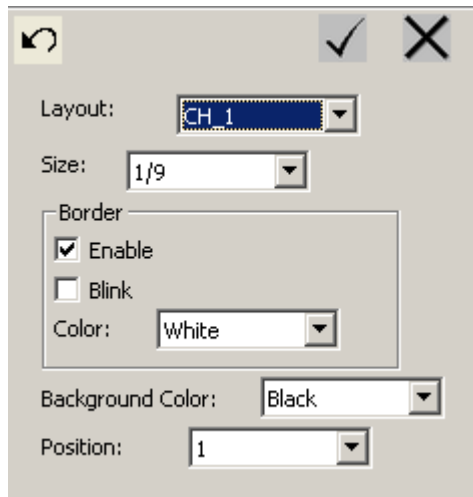 Layout: CH_1
Size: 1/9
Border
Enable
Blink
Color: White
Background Color: Black
Position: 1